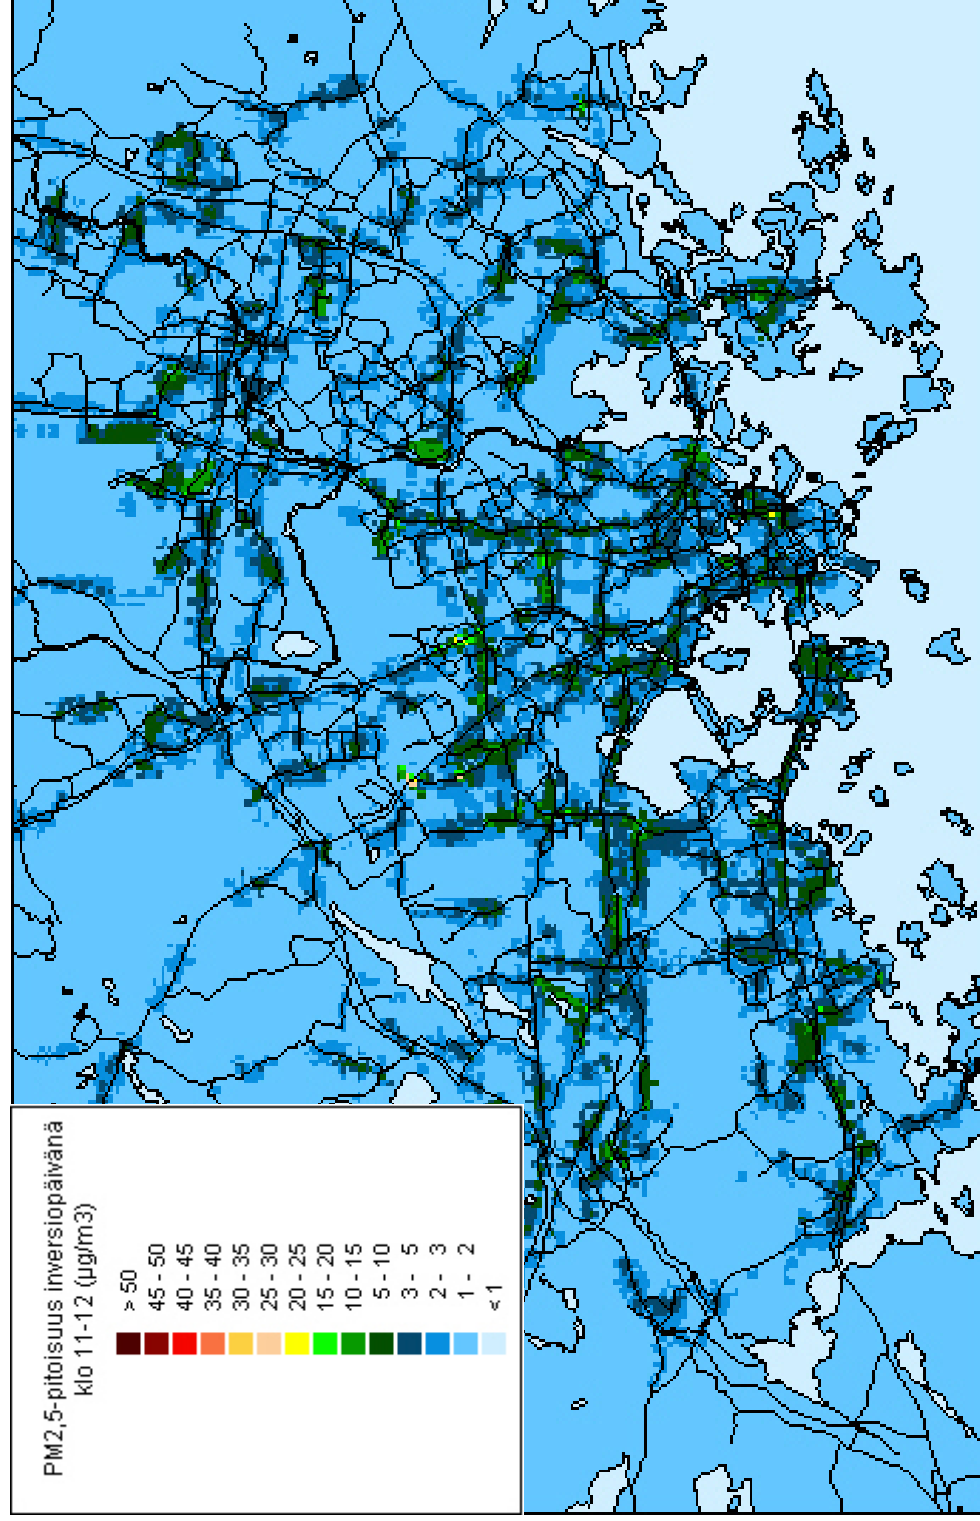 PM2,5-pitoisuus inversiopäivänä
klo 11-12 (µg/m3)
> 50
45 - 50
40 - 45
35 - 40
30 - 35
25 - 30
20 - 25
15 - 20
10 - 15
5 - 10
3 - 5
2 - 3
1 - 2
< 1